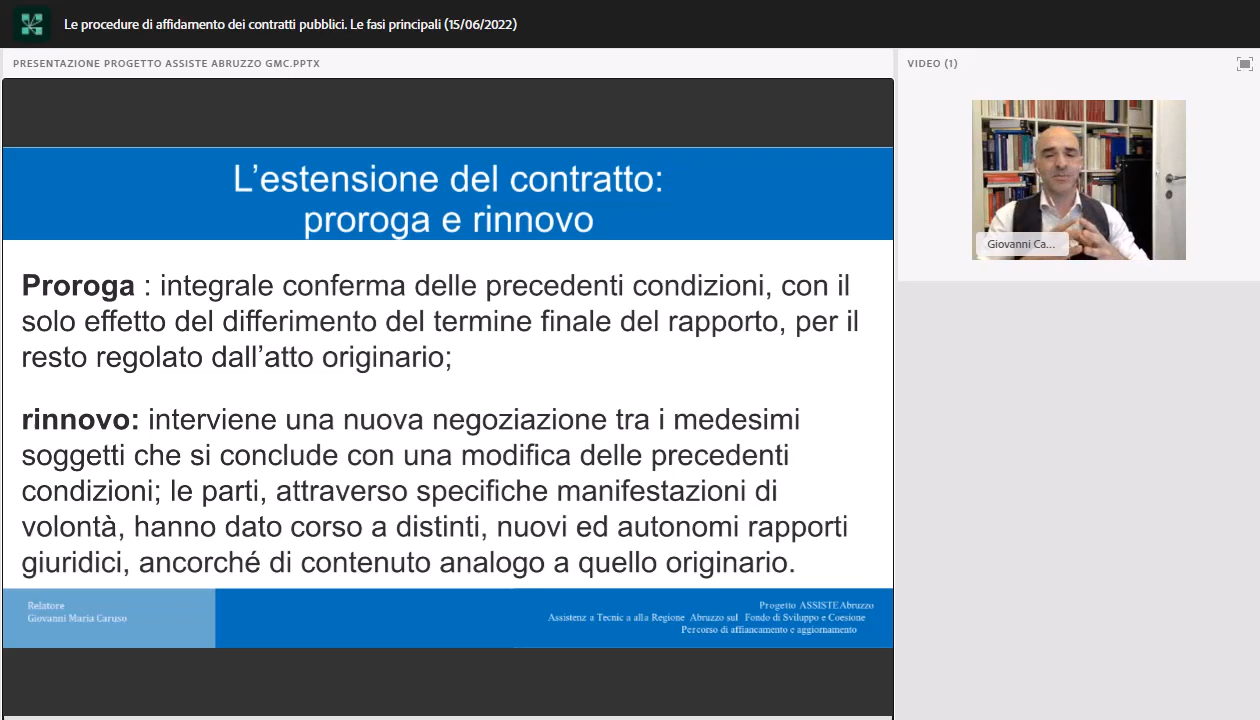 Le procedure di affidamento dei contratti pubblici. Le fasi principali (15/06/2022)
PRESENTAZIONE PROGETTO ASSISTE ABRUZZO GMC.PPTX
VIDEO (1)
L’estensione del contratto:
proroga e rinnovo
Proroga : integrale conferma delle precedenti condizioni, con il
solo effetto del differimento del termine finale del rapporto, per il
resto regolato dall’atto originario;
rinnovo: interviene una nuova negoziazione tra i medesimi
soggetti che si conclude con una modifica delle precedenti
condizioni; le parti, attraverso specifiche manifestazioni di
volontà, hanno dato corso a distinti, nuovi ed autonomi rapporti
giuridici, ancorché di contenuto analogo a quello originario.
Relatore
Giovanni Maria Caruso
Progetto ASSISTE Abruzzo
Assistenz a Tecnic a alla Regione Abruzzo sul Fondo di Sviluppo e Coesione
Percorso di affiancamento e aggiornamento
Giovanni Ca...